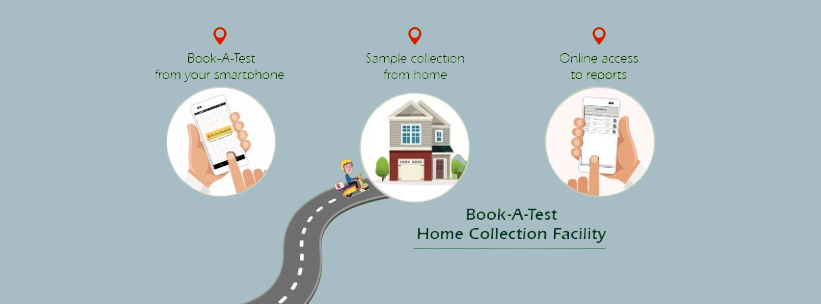 Book-A-Test
from your smartphone
Sample collection
from home
Online access
to reports
Book-A-Test
Home Collection Facility